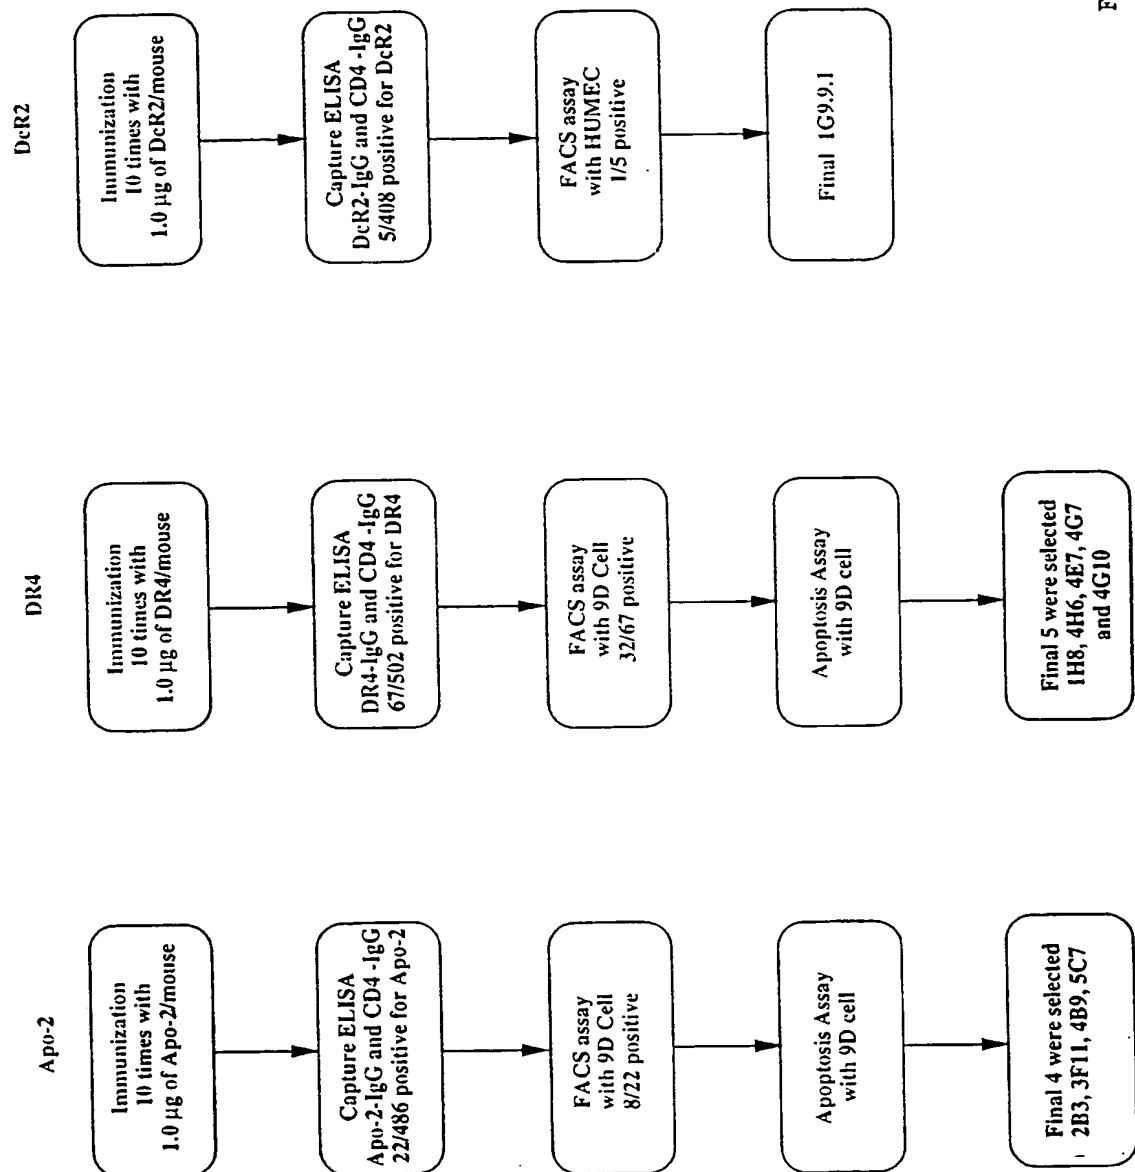 Apo-2
Immunization
10 times with
1.0 µg of Apo-2/mouse
Capture ELISA
Apo-2-IgG and CD4 -IgG
22/486 positive for Apo-2
FACS assay
with 9D Cell
8/22 positive
Apoptosis Assay
with 9D cell
Final 4 were selected
2B3, 3F11, 4B9, 5C7
DR4
Immunization
10 times with
1.0 µg of DR4/mouse
Capture ELISA
DR4-IgG and CD4 -IgG
67/502 positive for DR4
FACS assay
with 9D Cell
32/67 positive
Apoptosis Assay
with 9D cell
Final 5 were selected
1H8, 4H6, 4E7, 4G7
and 4G10
DcR2
Immunization
10 times with
1.0 µg of DcR2/mouse
Capture ELISA
DcR2-IgG and CD4 -IgG
5/408 positive for DcR2
FACS assay
with HUMEC
1/5 positive
Final 1G9.9.1
F